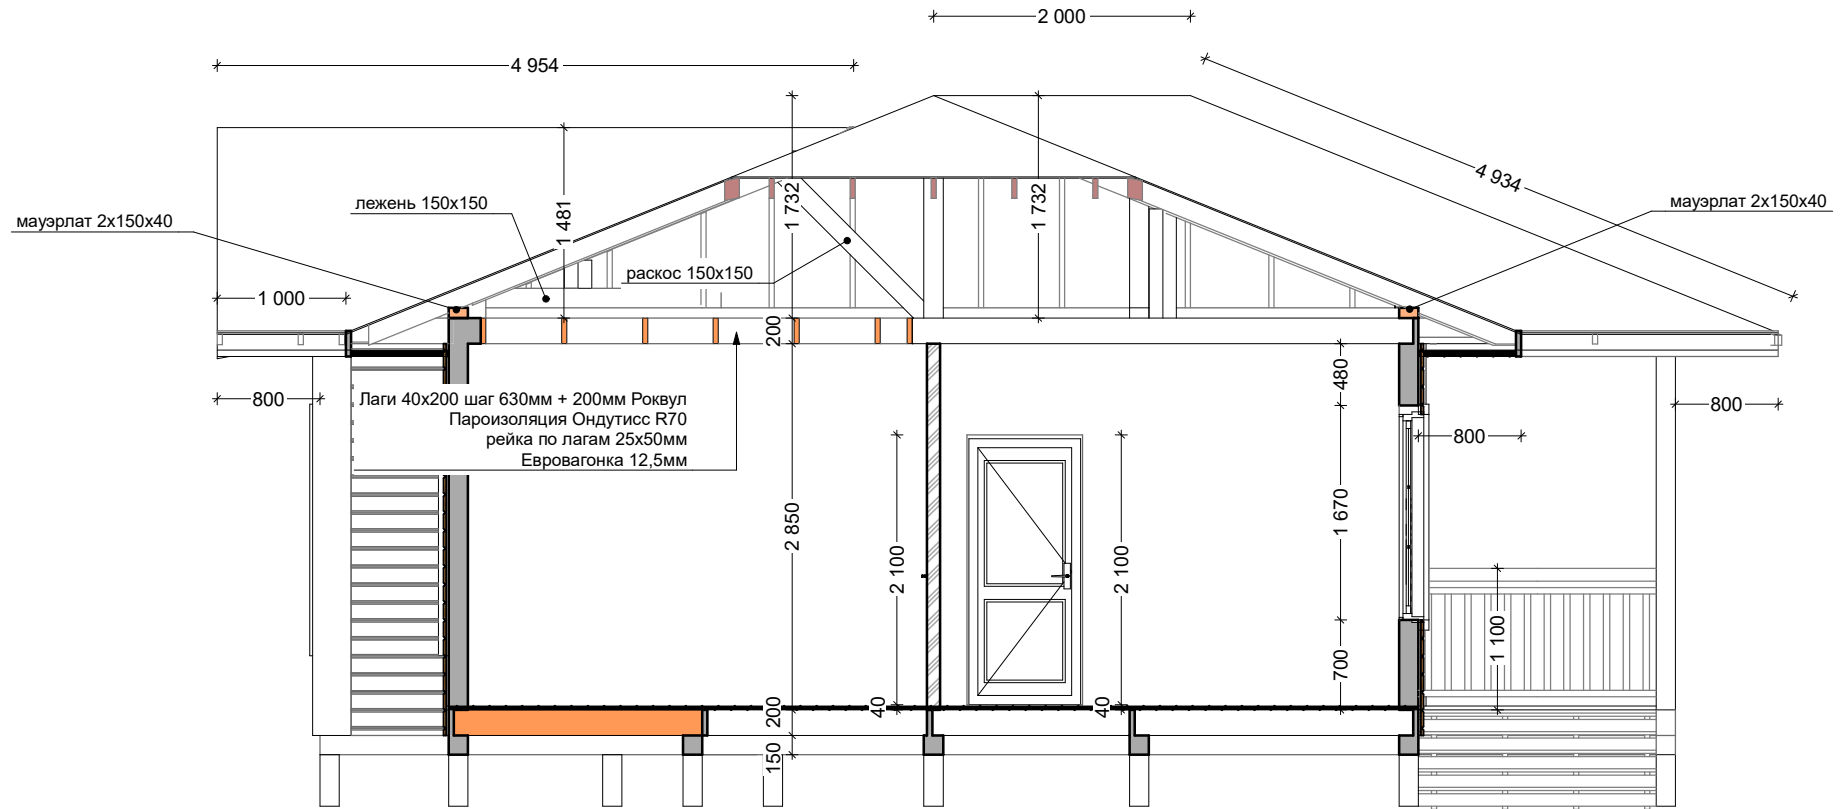 2 000
4 954
4 934
1 732
1 732
1 481
лежень 150х150
мауэрлат 2х150х40
мауэрлат 2х150х40
раскос 150х150
1 000
200
480
800
Лаги 40х200 шаг 630мм + 200мм Роквул
Пароизоляция Ондутисс R70
рейка по лагам 25х50мм
Евровагонка 12,5мм
800
800
1 670
2 850
2 100
2 100
1 100
700
200
40
40
150